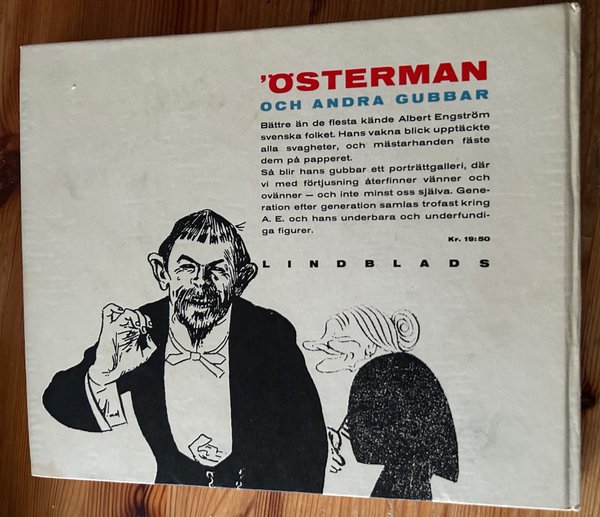 ’ÖSTERMAN
OCH ANDRA GUBBAR
Bättre än de flesta kände Albert Engström
svenska folket. Hans vakna blick upptäckte
alla svagheter, och mästarhanden fäste
dem på papperet.
Så blir hans gubbar ett porträttgalleri, där
vi med förtjusning återfinner vänner och
ovänner — och inte minst oss själva. Gene-
ration efter generation samlas trofast kring
A. E. och hans underbara och underfundi-
ga figurer.
Kr. 19:50
LINDBLADS